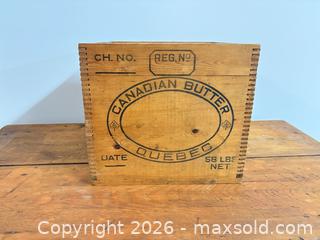 CH. NO.
REG. NO
CANADIAN BUTTER
QUEBEC
DATE
56 LBS
NET
Copyright © 2026 - maxsold.com